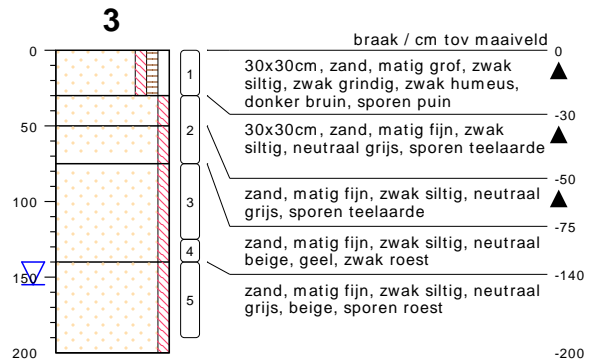 3
braak / cm tov maaiveld
0
0
1
30x30cm, zand, matig grof, zwak
siltig, zwak grindig, zwak humeus,
donker bruin, sporen puin
-30
50
2
30x30cm, zand, matig fijn, zwak
siltig, neutraal grijs, sporen teelaarde
-50
zand, matig fijn, zwak siltig, neutraal
grijs, sporen teelaarde
-75
100
3
4
zand, matig fijn, zwak siltig, neutraal
beige, geel, zwak roest
-140
150
5
zand, matig fijn, zwak siltig, neutraal
grijs, beige, sporen roest
200
-200